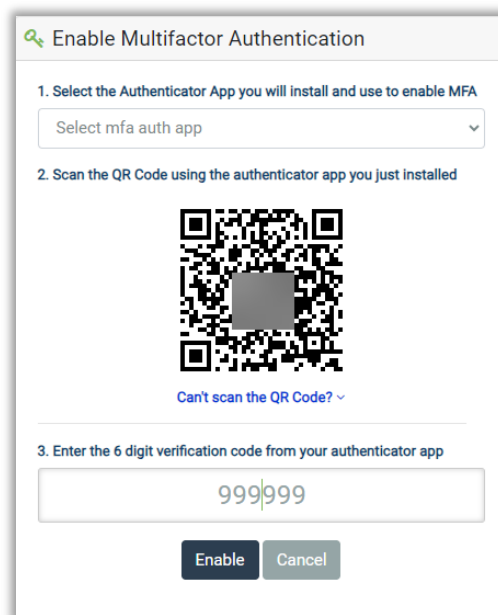 Enable Multifactor Authentication
1. Select the Authenticator App you will install and use to enable MFA
Select mfa auth app
2. Scan the QR Code using the authenticator app you just installed
Can't scan the QR Code?
3. Enter the 6 digit verification code from your authenticator app
999999
Enable Cancel